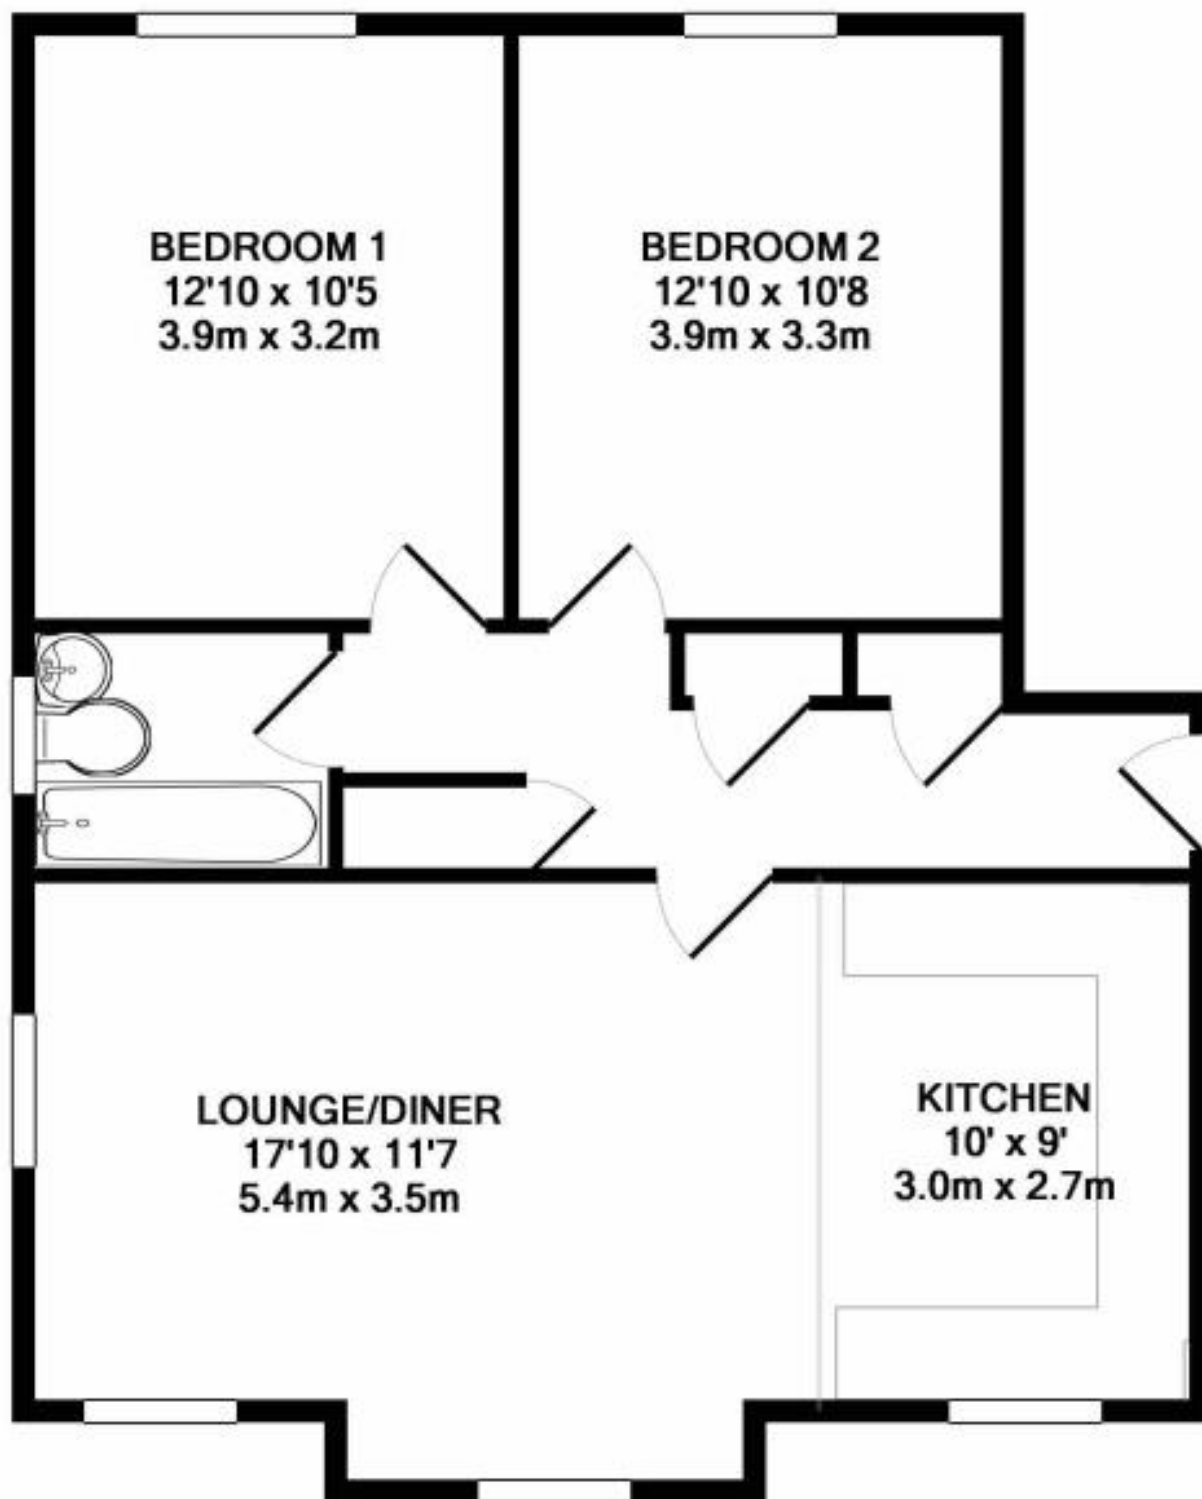 BEDROOM 1
12'10 x 10'5
3.9m x 3.2m
BEDROOM 2
12'10 x 10'8
3.9m x 3.3m
LOUNGE/DINER
17'10 x 11'7
5.4m x 3.5m
KITCHEN
10' x 9'
3.0m x 2.7m